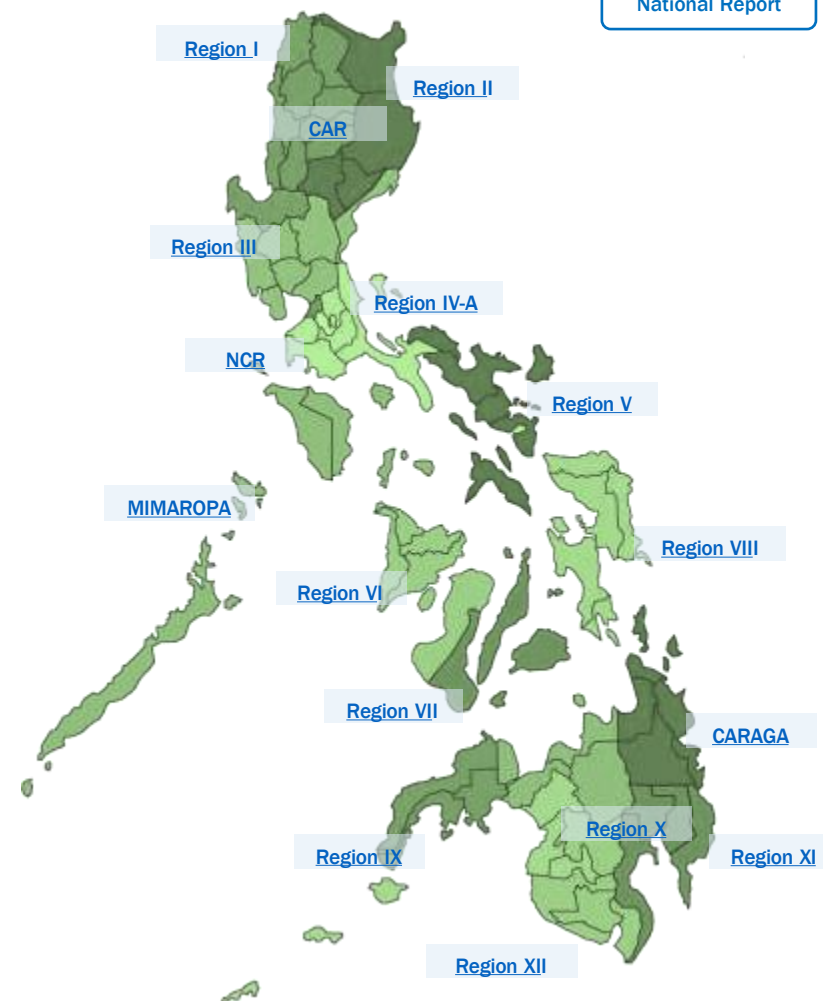 National Report
Region I
Region II
CAR
Region III
Region IV-A
NCR
Region V
MIMAROPA
Region VIII
Region VI
Region VII
CARAGA
Region X
Region IX
Region XI
Region XII